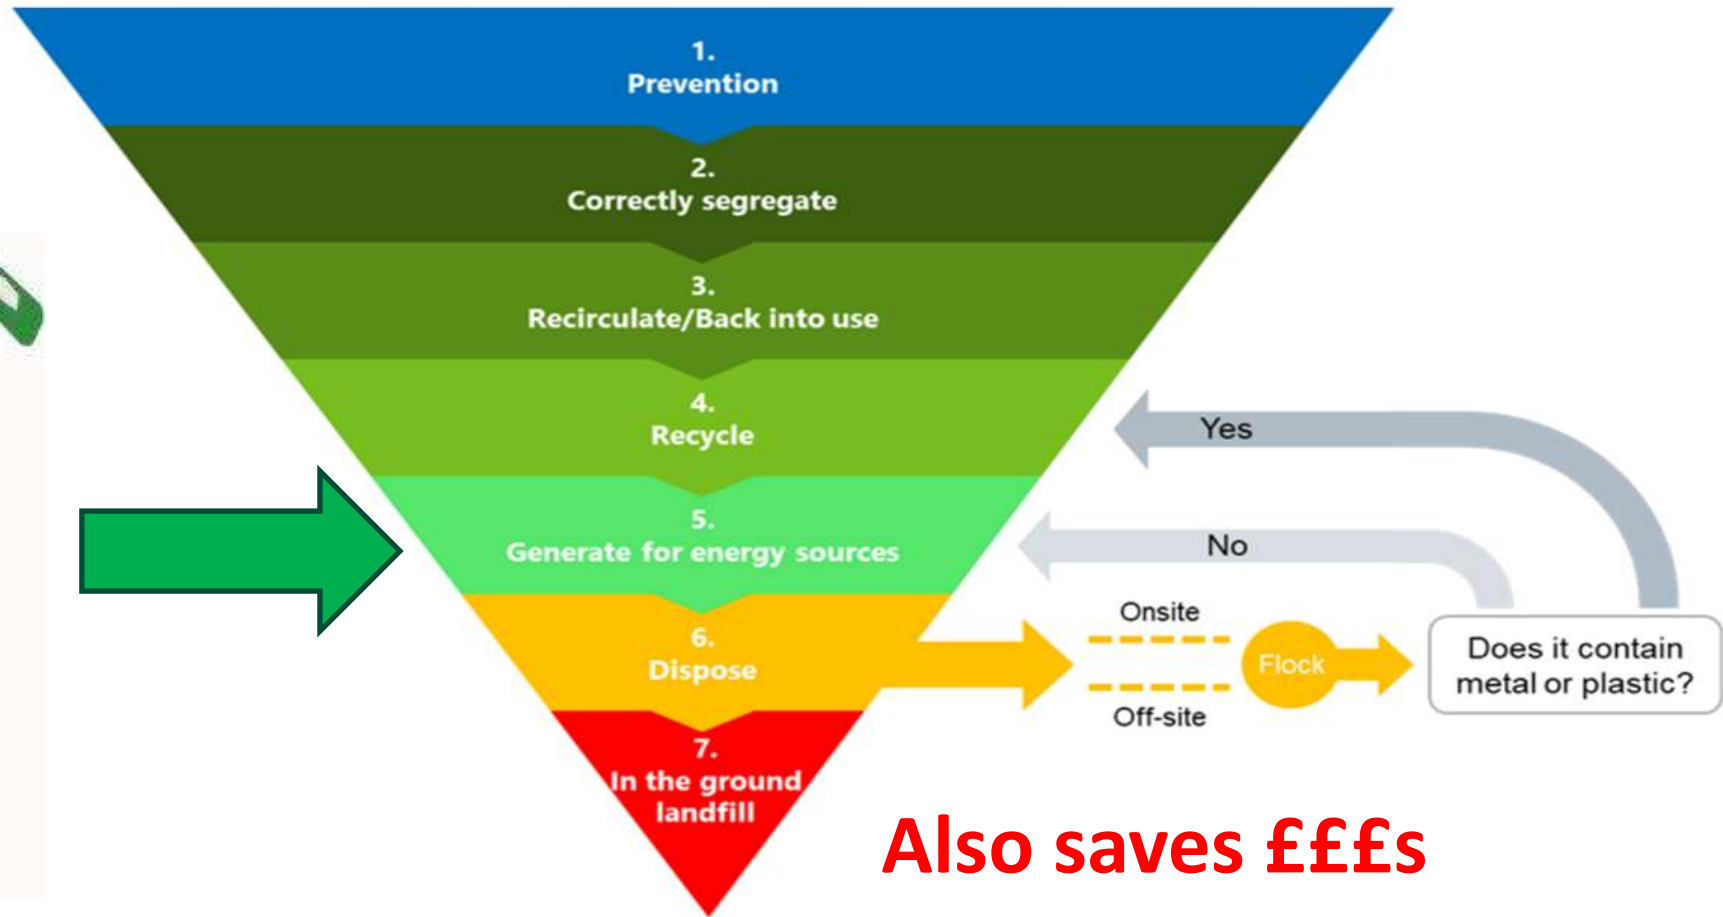 1.
Prevention
2.
Correctly segregate
3.
Recirculate/Back into use
4.
Recycle
Yes
5.
Generate for energy sources
No
6.
Dispose
Onsite
Flock
Off-site
Does it contain
metal or plastic?
7.
In the ground
landfill
Also saves £££s